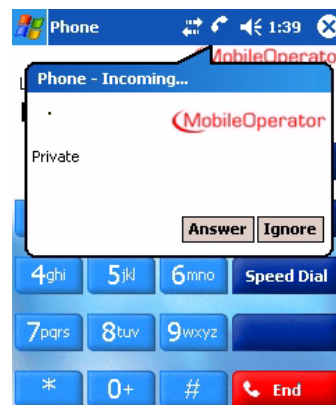 Phone 1:39
MobileOperato
Phone - Incoming...
MobileOperator
Private
Answer Ignore
4ghi 5jkl 6mno Speed Dial
7pqrs 8tuv 9wxyz
* 0+ # End